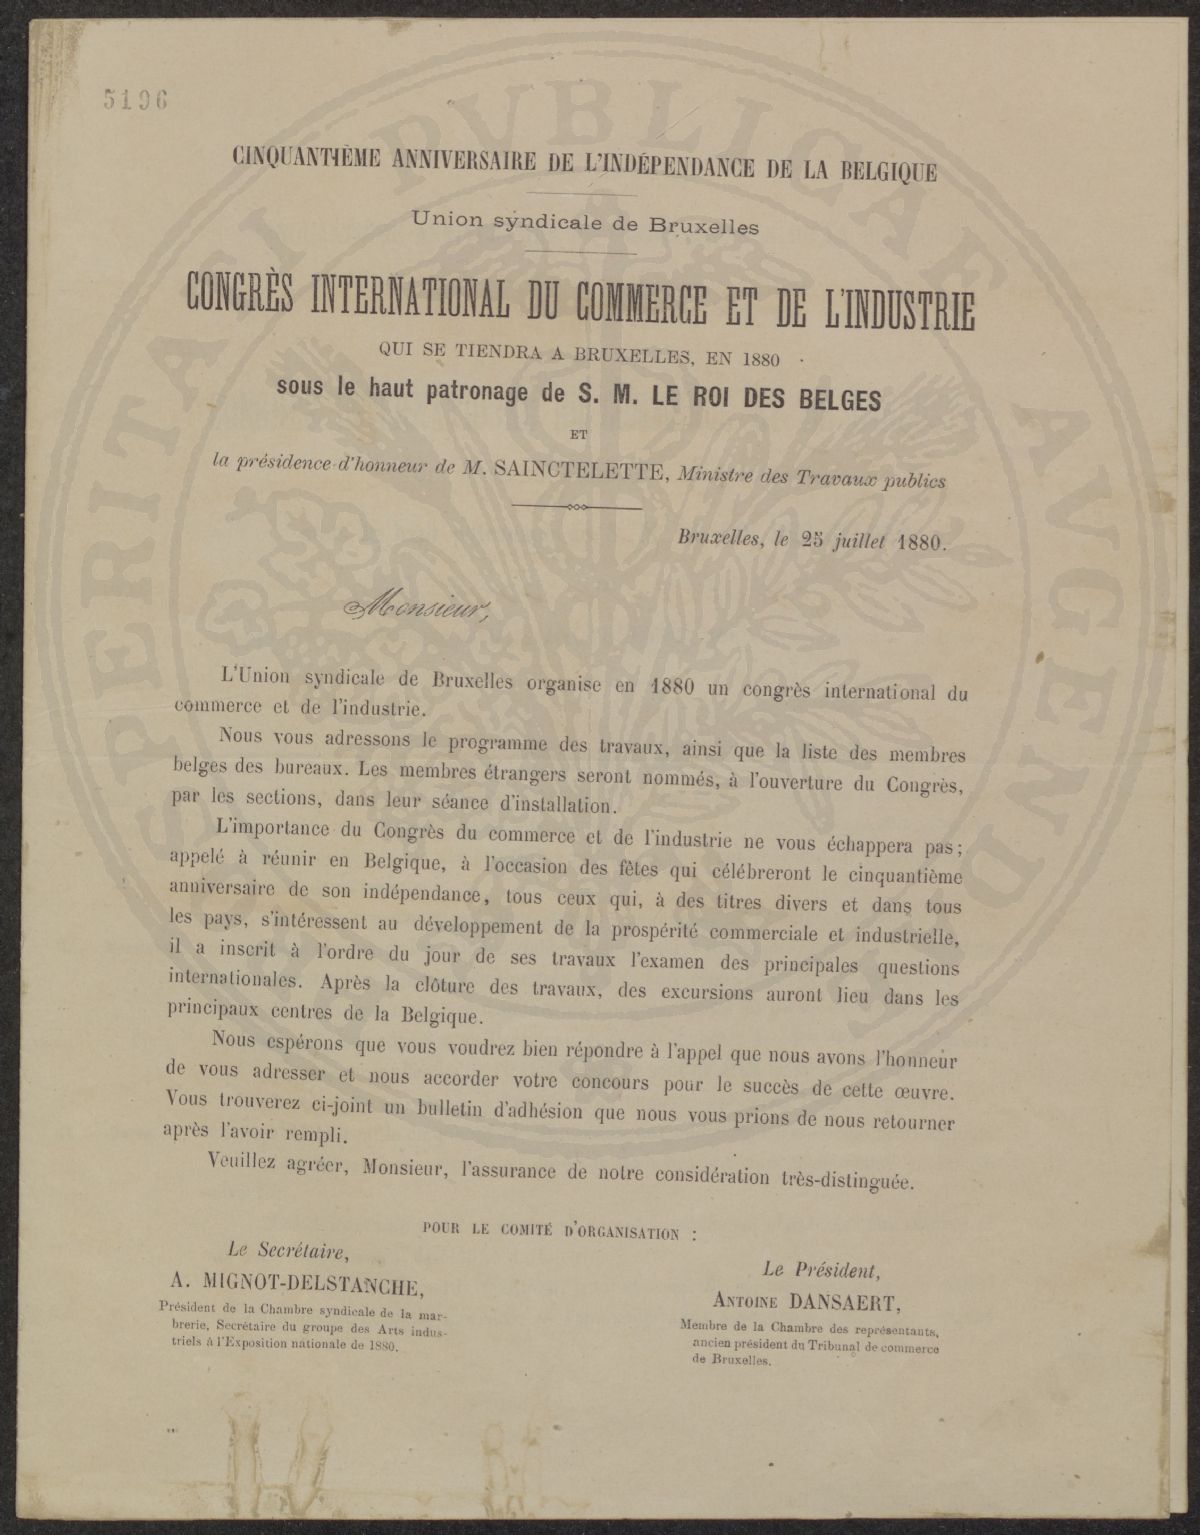 5196
CINQUANTIÈME ANNIVERSAIRE DE L'INDÉPENDANCE DE LA BELGIQUE
Union syndicale de Bruxelles
CONGRÈS INTERNATIONAL DU COMMERCE ET DE L'INDUSTRIE
QUI SE TIENDRA A BRUXELLES, EN 1880
sous le haut patronage de S. M. LE ROI DES BELGES
ET
la présidence d'honneur de M. SAINCTELETTE, Ministre des Travaux publics
Bruxelles, le 25 juillet 1880.
Monsieur,
L'Union syndicale de Bruxelles organise en 1880 un congrès international du
commerce et de l'industrie.
Nous vous adressons le programme des travaux, ainsi que la liste des membres
belges des bureaux. Les membres étrangers seront nommés, à l'ouverture du Congrès,
par les sections, dans leur séance d'installation.
L'importance du Congrès du commerce et de l'industrie ne vous échappera pas;
appelé à réunir en Belgique, à l'occasion des fêtes qui célébreront le cinquantième
anniversaire de son indépendance, tous ceux qui, à des titres divers et dans tous
les pays, s'intéressent au développement de la prospérité commerciale et industrielle,
il a inscrit à l'ordre du jour de ses travaux l'examen des principales questions
internationales. Après la clôture des travaux, des excursions auront lieu dans les
principaux centres de la Belgique.
Nous espérons que vous voudrez bien répondre à l'appel que nous avons l'honneur
de vous adresser et nous accorder votre concours pour le succès de cette œuvre.
Vous trouverez ci-joint un bulletin d'adhésion que nous vous prions de nous retourner
après l'avoir rempli.
Veuillez agréer, Monsieur, l'assurance de notre considération très-distinguée.
POUR LE COMITÉ D'ORGANISATION :
Le Secrétaire,
A. MIGNOT-DELSTANCHE,
Président de la Chambre syndicale de la mar-
brerie, Secrétaire du groupe des Arts indus-
triels à l'Exposition nationale de 1880.
Le Président,
ANTOINE DANSAERT,
Membre de la Chambre des représentants,
ancien président du Tribunal de commerce
de Bruxelles.
SPERITATI PVBLICAE AVGEND